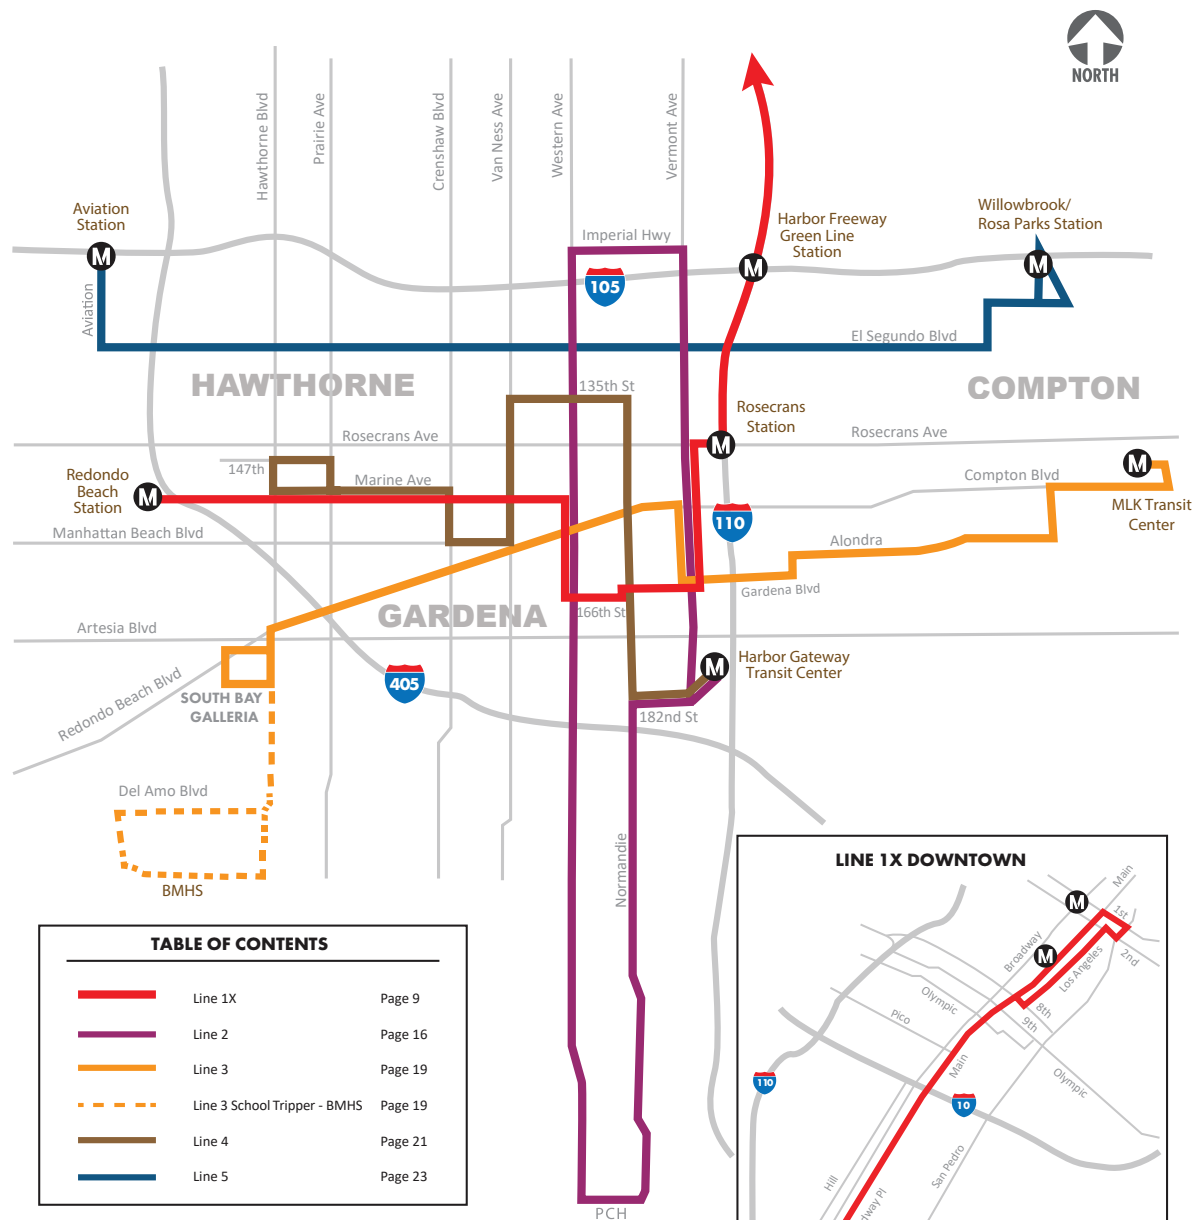 NORTH
Hawthorne Blvd
Prairie Ave
Crenshaw Blvd
Van Ness Ave
Western Ave
Vermont Ave
Aviation
Station
M
Aviation
Imperial Hwy
105
Harbor Freeway
Green Line
Station
M
Willowbrook/
Rosa Parks Station
M
El Segundo Blvd
HAWTHORNE
COMPTON
135th St
Rosecrans
Station
M
Rosecrans Ave
Rosecrans Ave
147th
Marine Ave
Redondo
Beach
Station
M
Compton Blvd
M
MLK Transit
Center
110
Manhattan Beach Blvd
Alondra
Gardena Blvd
GARDENA
166th St
Artesia Blvd
Harbor Gateway
Transit Center
M
405
Redondo Beach Blvd
SOUTH BAY
GALLERIA
182nd St
Del Amo Blvd
BMHS
Normandie
PCH
TABLE OF CONTENTS
Line 1X Page 9
Line 2 Page 16
Line 3 Page 19
Line 3 School Tripper - BMHS Page 19
Line 4 Page 21
Line 5 Page 23
LINE 1X DOWNTOWN
Main
M
1st
Broadway
M
2nd
Los Angeles
Olympic
8th
9th
Pico
Main
Olympic
110
10
San Pedro
Hill
dway Pl